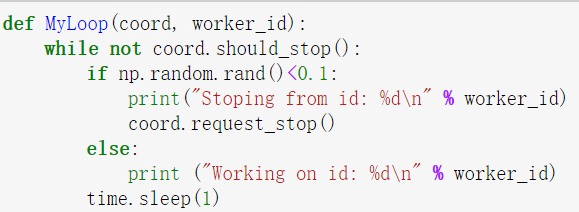 def MyLoop(coord, worker_id):
    while not coord.should_stop():
        if np.random.rand()<0.1:
            print("Stoping from id: %d\n" % worker_id)
            coord.request_stop()
        else:
            print ("Working on id: %d\n" % worker_id)
        time.sleep(1)